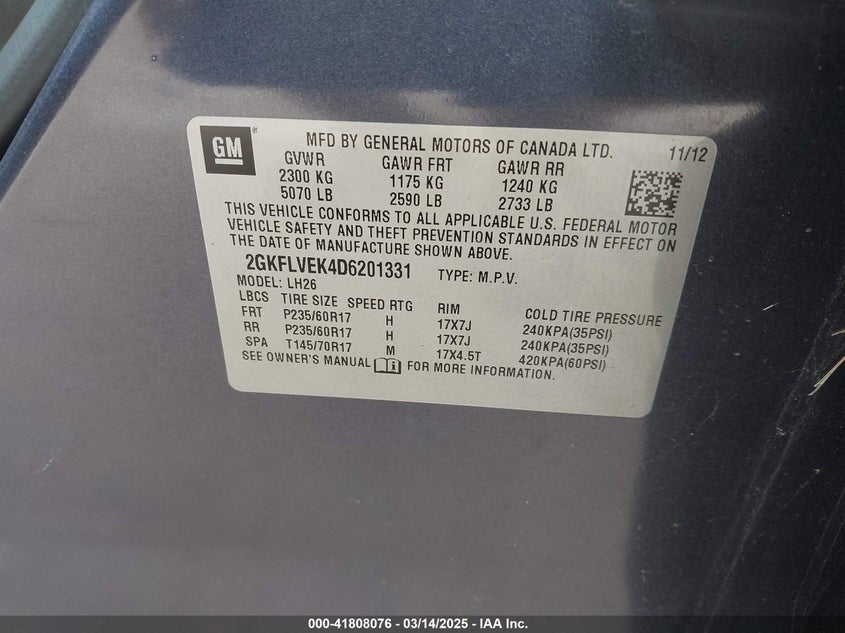 GM ®
MFD BY GENERAL MOTORS OF CANADA LTD. 11/12
GVWR GAWR FRT GAWR RR
2300 KG 1175 KG 1240 KG
5070 LB 2590 LB 2733 LB
THIS VEHICLE CONFORMS TO ALL APPLICABLE U.S. FEDERAL MOTOR
VEHICLE SAFETY AND THEFT PREVENTION STANDARDS IN EFFECT ON
THE DATE OF MANUFACTURE SHOWN ABOVE.
2GKFLVEK4D6201331 TYPE: M.P.V.
MODEL: LH26
LBCS TIRE SIZE SPEED RTG RIM COLD TIRE PRESSURE
FRT P235/60R17 H 17X7J 240KPA(35PSI)
RR P235/60R17 H 17X7J 240KPA(35PSI)
SPA T145/70R17 M 17X4.5T 420KPA(60PSI)
SEE OWNER'S MANUAL i FOR MORE INFORMATION.
000-41808076 - 03/14/2025 - IAA Inc.